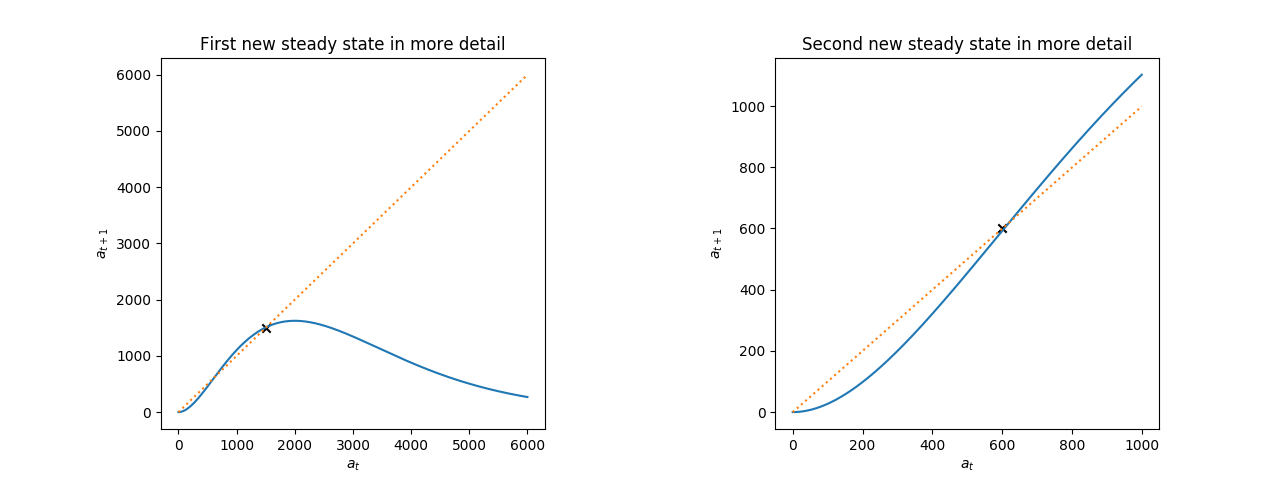 First new steady state in more detail
6000
5000
4000
3000
2000
1000
0
a_{t+1}
0 1000 2000 3000 4000 5000 6000
a_t
Second new steady state in more detail
1000
800
600
400
200
0
a_{t+1}
0 200 400 600 800 1000
a_t